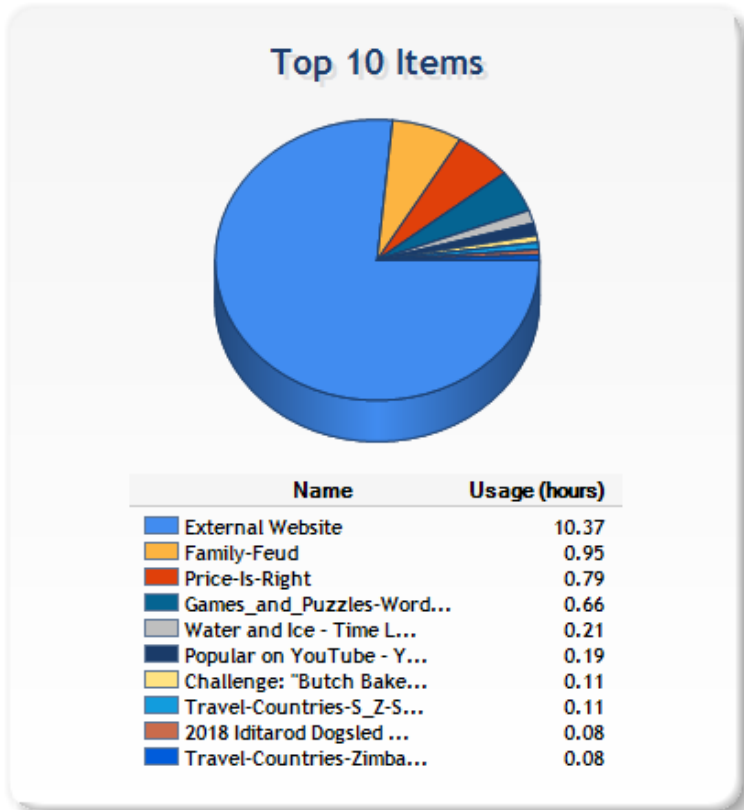 Top 10 Items
Name Usage (hours)
External Website 10.37
Family-Feud 0.95
Price-Is-Right 0.79
Games_and_Puzzles-Word... 0.66
Water and Ice - Time L... 0.21
Popular on YouTube - Y... 0.19
Challenge: "Butch Bake... 0.11
Travel-Countries-S_Z-S... 0.11
2018 Iditarod Dogsled ... 0.08
Travel-Countries-Zimba... 0.08